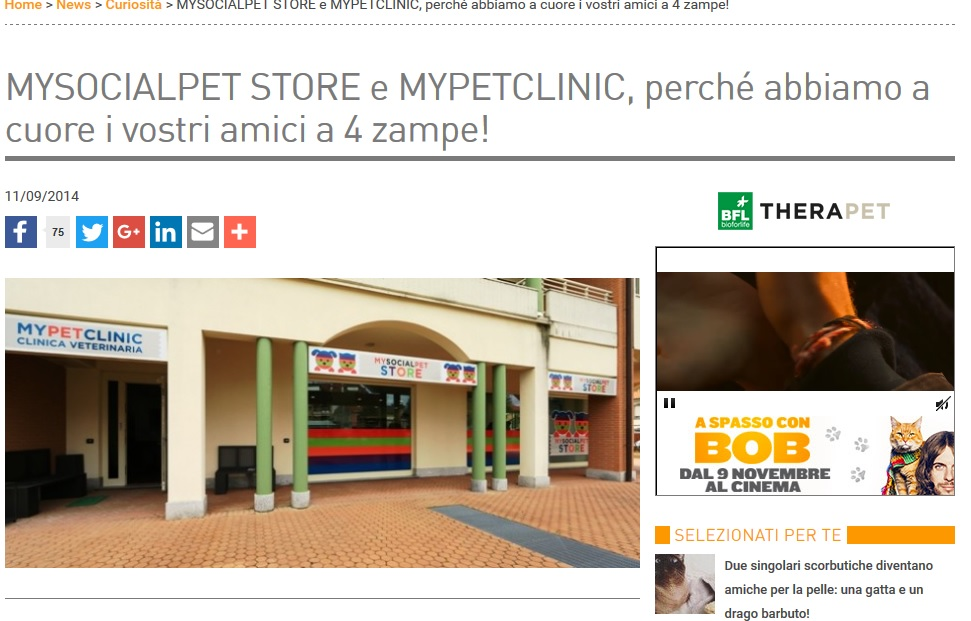 Home > News > Curiosità > MYSOCIALPET STORE e MYPETCLINIC, perché abbiamo a cuore i vostri amici a 4 zampe!
MYSOCIALPET STORE e MYPETCLINIC, perché abbiamo a
cuore i vostri amici a 4 zampe!
11/09/2014
75
G+
in
MYPETCLINIC
CLINICA VETERINARIA
MYSOCIALPET
STORE
MYSOCIALPET
STORE
MYSOCIALPET
STORE
BFL
bioforlife
THERAPET
A SPASSO CON
BOB
DAL 9 NOVEMBRE
AL CINEMA
SELEZIONATI PER TE
Due singolari scorbutiche diventano
amiche per la pelle: una gatta e un
drago barbuto!